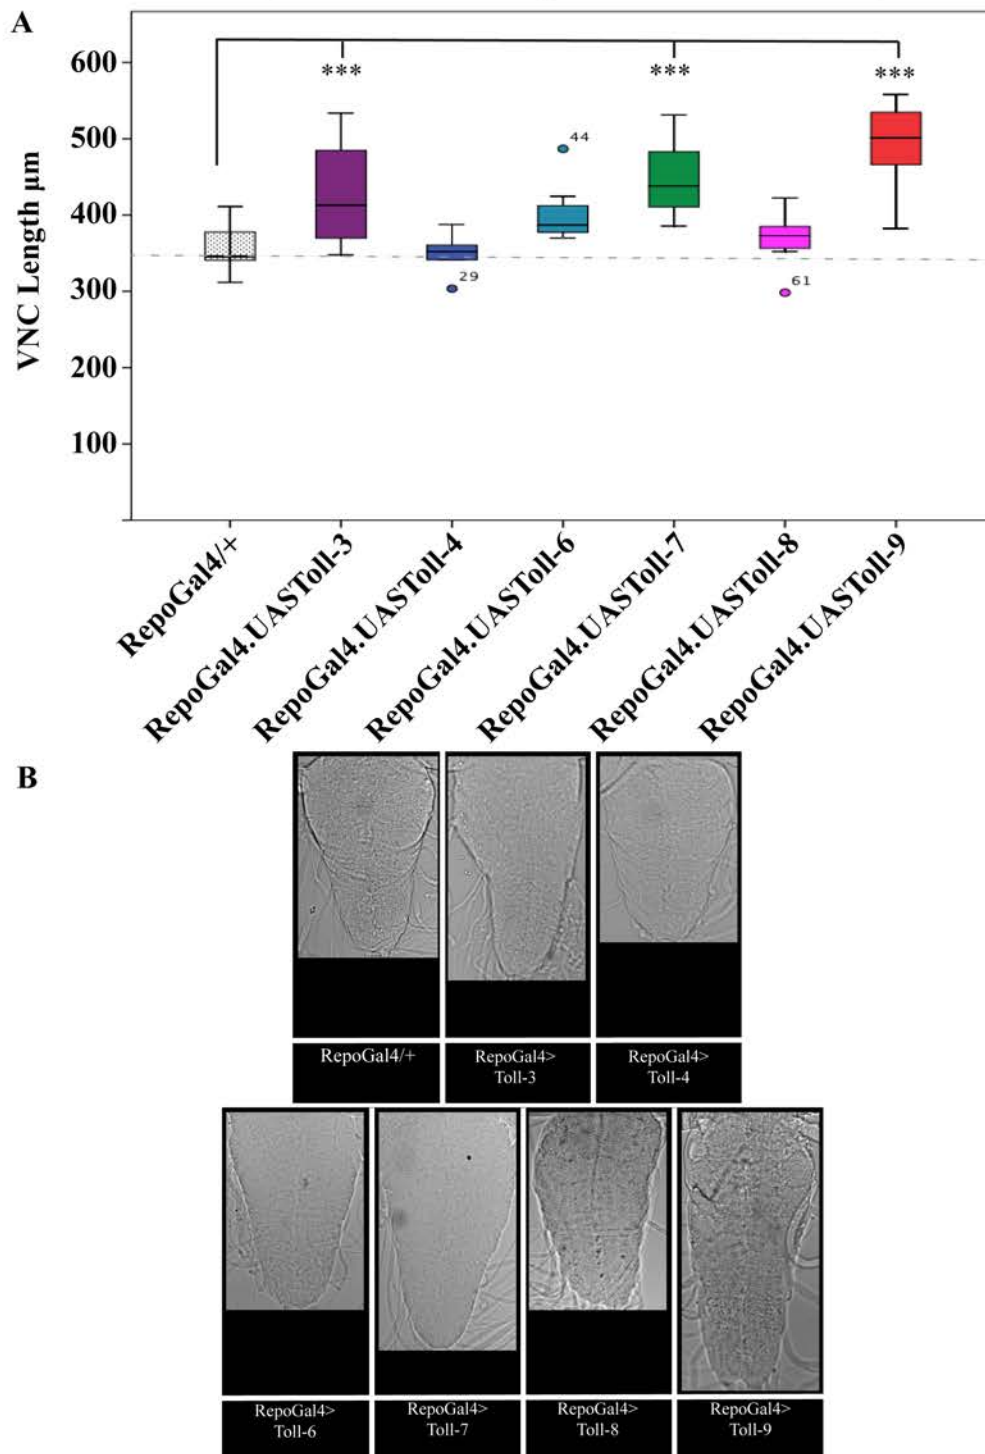 A
600
500
400
300
200
100
VNC Length µm
***
***
***
44
29
61
RepoGal4/+
RepoGal4.UASToll-3
RepoGal4.UASToll-4
RepoGal4.UASToll-6
RepoGal4.UASToll-7
RepoGal4.UASToll-8
RepoGal4.UASToll-9
B
RepoGal4/+
RepoGal4>
Toll-3
RepoGal4>
Toll-4
RepoGal4>
Toll-6
RepoGal4>
Toll-7
RepoGal4>
Toll-8
RepoGal4>
Toll-9